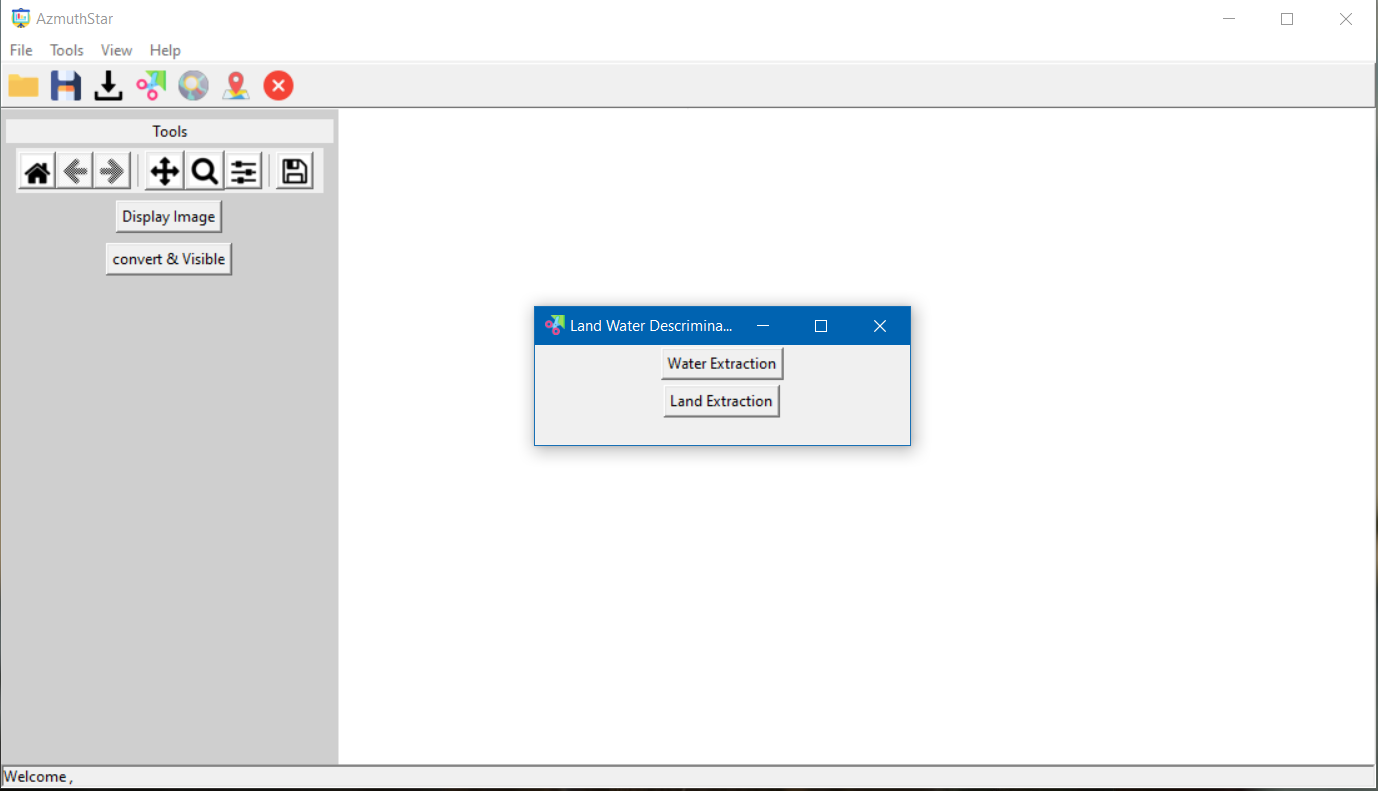 AzmuthStar
File Tools View Help
Tools
Display Image
convert & Visible
Land Water Descrimina...
Water Extraction
Land Extraction
Welcome ,